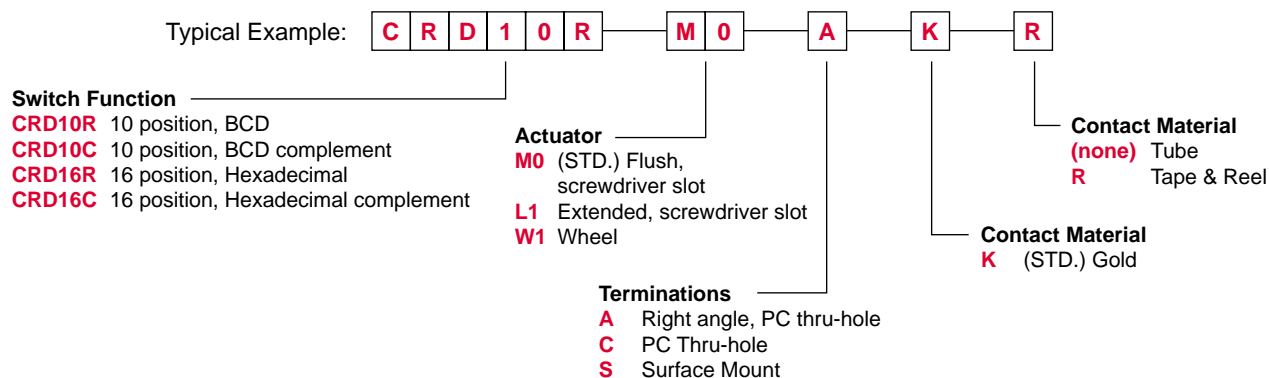 Typical Example: C R D 1 0 R M 0 A K R
Switch Function
CRD10R 10 position, BCD
CRD10C 10 position, BCD complement
CRD16R 16 position, Hexadecimal
CRD16C 16 position, Hexadecimal complement
Actuator
M0 (STD.) Flush,
screwdriver slot
L1 Extended, screwdriver slot
W1 Wheel
Terminations
A Right angle, PC thru-hole
C PC Thru-hole
S Surface Mount
Contact Material
K (STD.) Gold
Contact Material
(none) Tube
R Tape & Reel